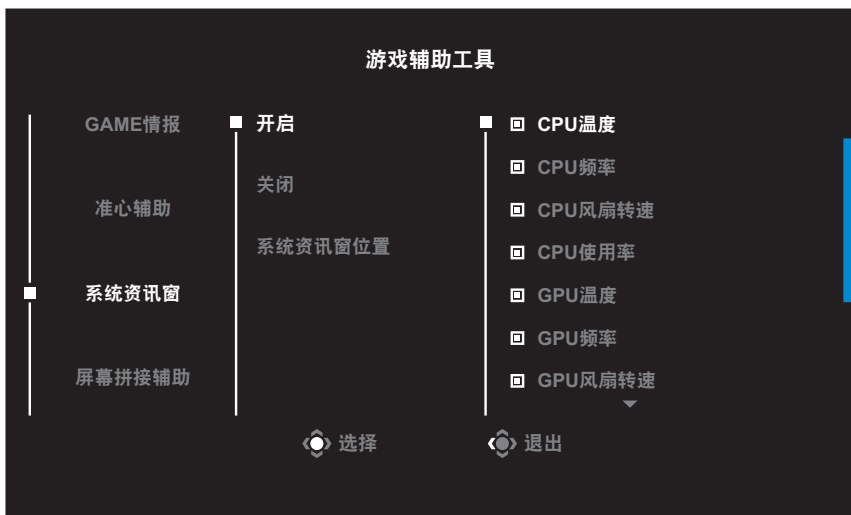 游戏辅助工具
GAME情报
准心辅助
系统资讯窗
屏幕拼接辅助
开启
关闭
系统资讯窗位置
CPU温度
CPU频率
CPU风扇转速
CPU使用率
GPU温度
GPU频率
GPU风扇转速
选择
退出